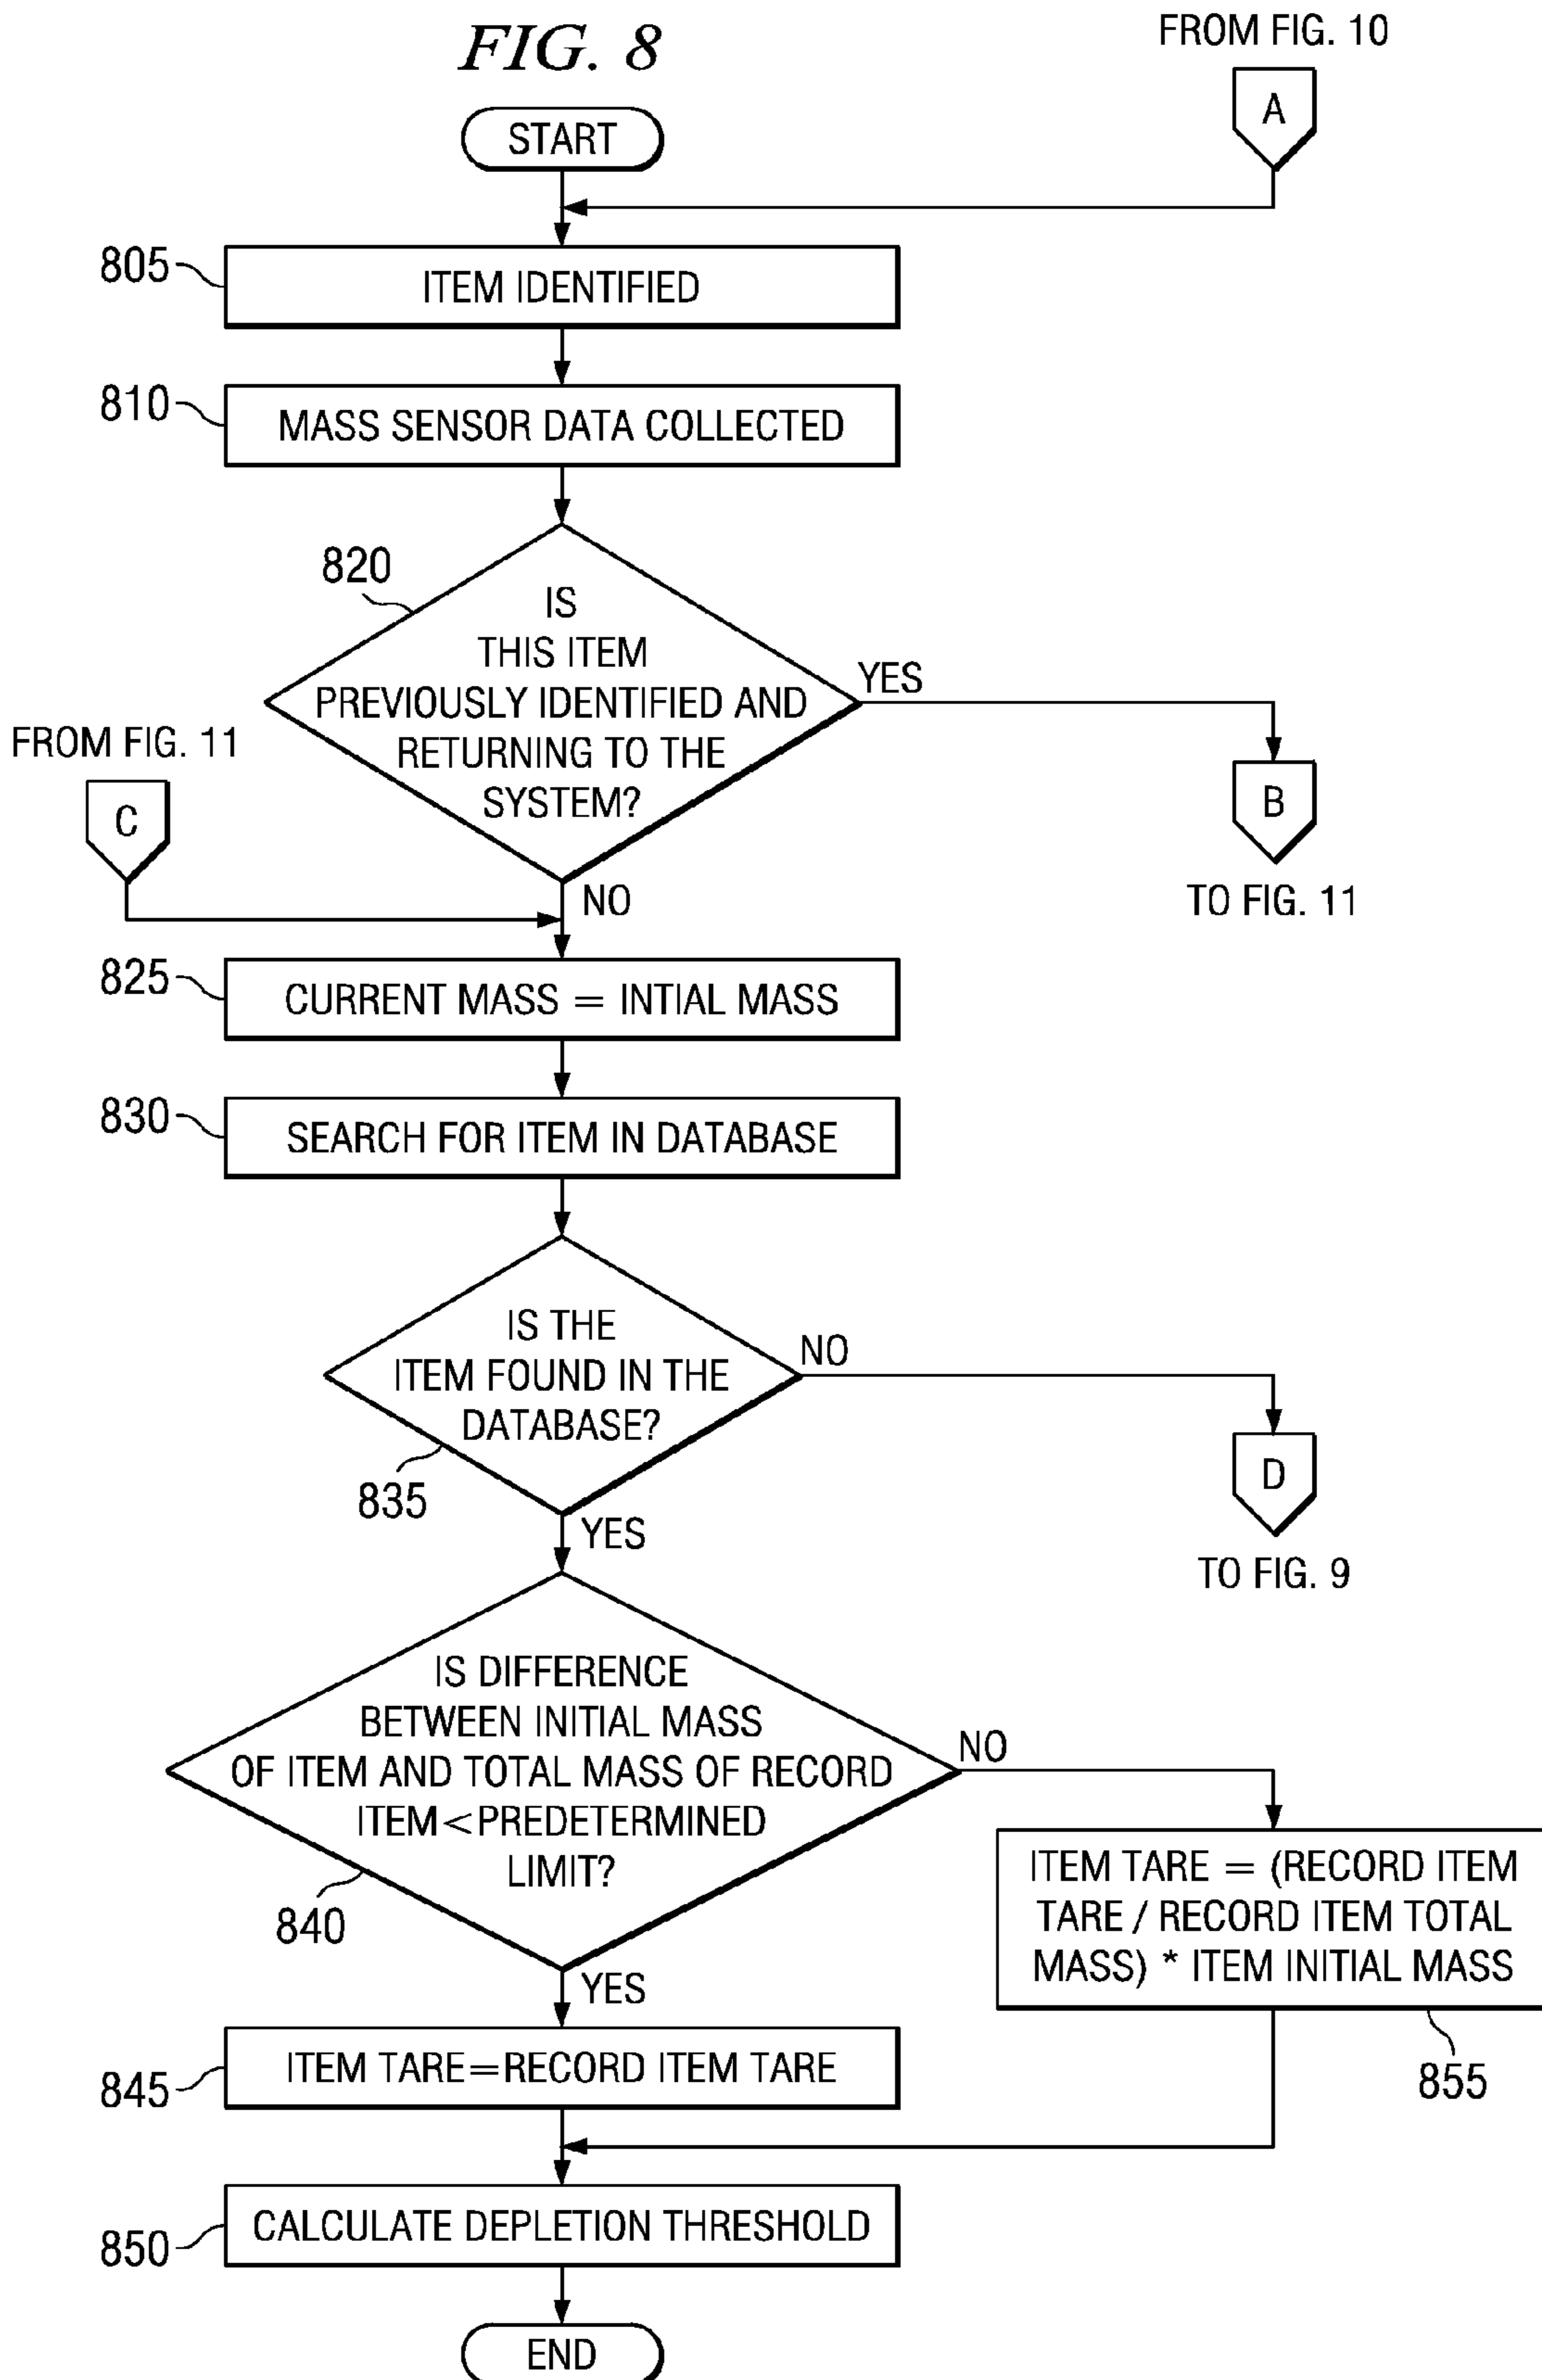 FIG. 8
FROM FIG. 10
A
START
805
ITEM IDENTIFIED
810
MASS SENSOR DATA COLLECTED
820
IS
THIS ITEM
PREVIOUSLY IDENTIFIED AND
RETURNING TO THE
SYSTEM?
YES
B
TO FIG. 11
FROM FIG. 11
C
NO
825
CURRENT MASS = INTIAL MASS
830
SEARCH FOR ITEM IN DATABASE
IS THE
ITEM FOUND IN THE
DATABASE?
835
NO
D
TO FIG. 9
YES
IS DIFFERENCE
BETWEEN INITIAL MASS
OF ITEM AND TOTAL MASS OF RECORD
ITEM<PREDETERMINED
LIMIT?
840
NO
ITEM TARE = (RECORD ITEM
TARE / RECORD ITEM TOTAL
MASS) * ITEM INITIAL MASS
855
YES
845
ITEM TARE=RECORD ITEM TARE
850
CALCULATE DEPLETION THRESHOLD
END